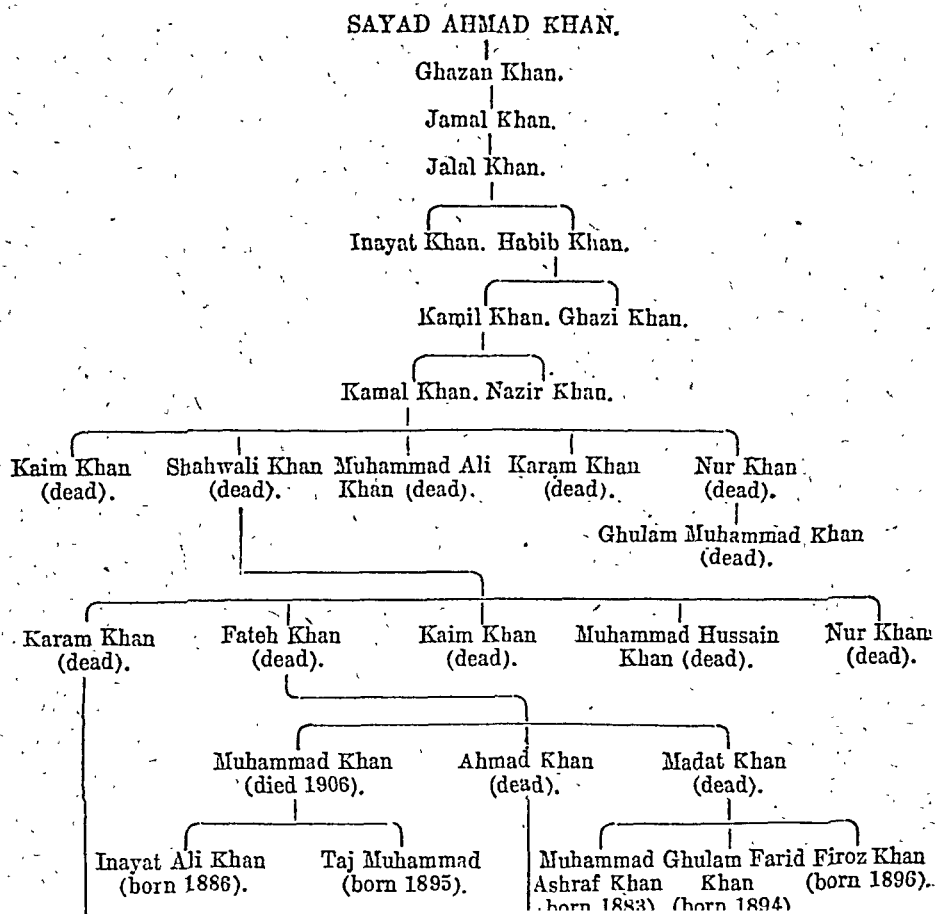 SAYAD AHMAD KHAN.
Ghazan Khan.
Jamal Khan.
Jalal Khan.
Inayat Khan. Habib Khan.
Kamil Khan. Ghazi Khan.
Kamal Khan. Nazir Khan.
Kaim Khan Shahwali Khan Muhammad Ali Karam Khan Nur Khan
(dead). (dead). Khan (dead). (dead). (dead).
Ghulam Muhammad Khan
(dead).
Karam Khan Fateh Khan Kaim Khan Muhammad Hussain Nur Khan
(dead). (dead). (dead). Khan (dead). (dead).
Muhammad Khan Ahmad Khan Madat Khan
(died 1906). (dead). (dead).
Inayat Ali Khan Taj Muhammad Muhammad Ghulam Farid Firoz Khan
(born 1886). (born 1895). Ashraf Khan Khan (born 1896).
born 1883) (born 1894)